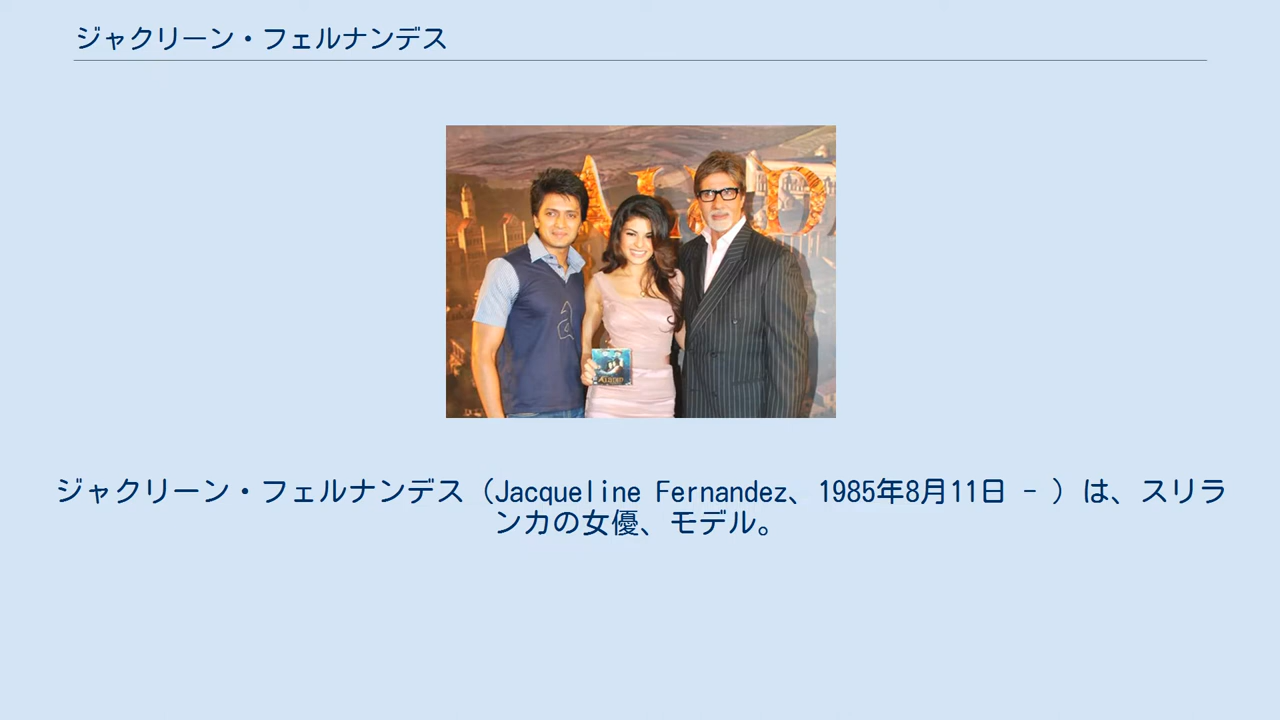 ジャクリーン・フェルナンデス
ALADIN
ジャクリーン・フェルナンデス（Jacqueline Fernandez、1985年8月11日 - ）は、スリラ
ンカの女優、モデル。